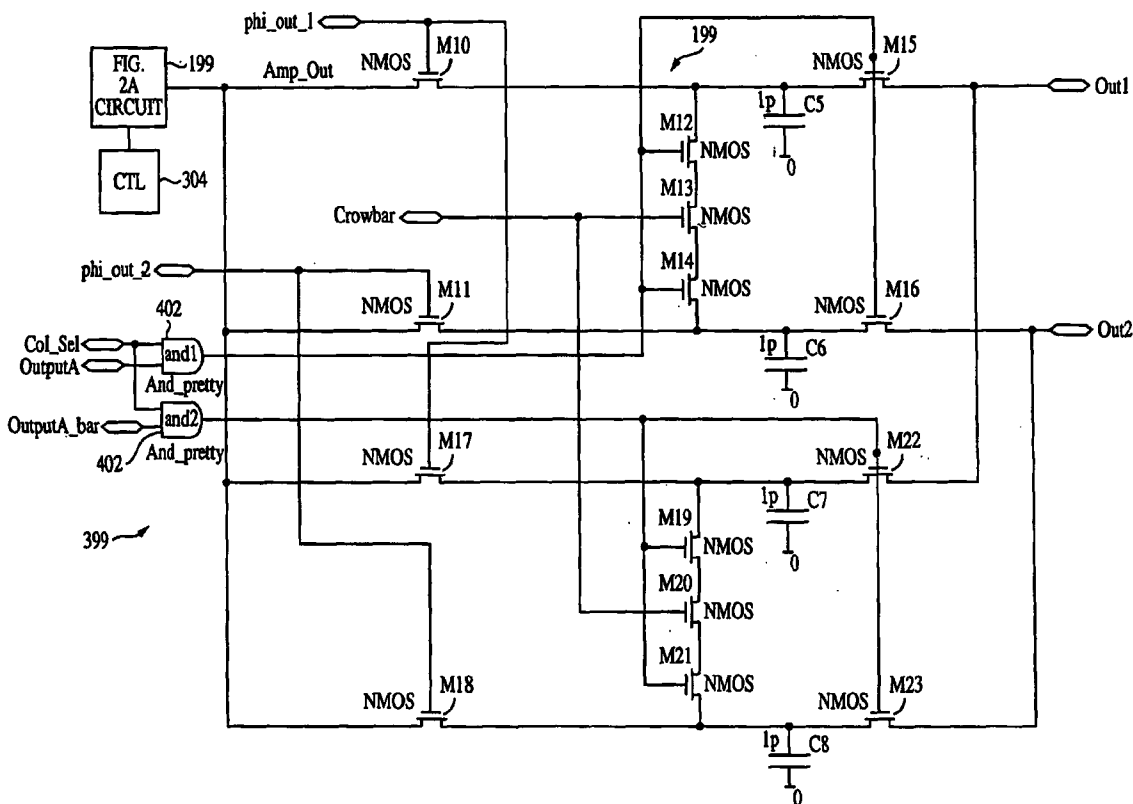 phi_out_1
M10
199
M15
FIG.
2A
CIRCUIT
199
NMOS
Amp_Out
NMOS
Out1
1p
C5
0
M12
NMOS
CTL
304
M13
NMOS
Crowbar
M14
NMOS
phi_out_2
M11
NMOS
M16
NMOS
402
Out2
Col_Sel
and1
OutputA
And_pretty
1p
C6
0
and2
OutputA_bar
402
And_pretty
M17
NMOS
M22
NMOS
1p
C7
0
399
M19
NMOS
M20
NMOS
M21
NMOS
M18
NMOS
M23
NMOS
1p
C8
0